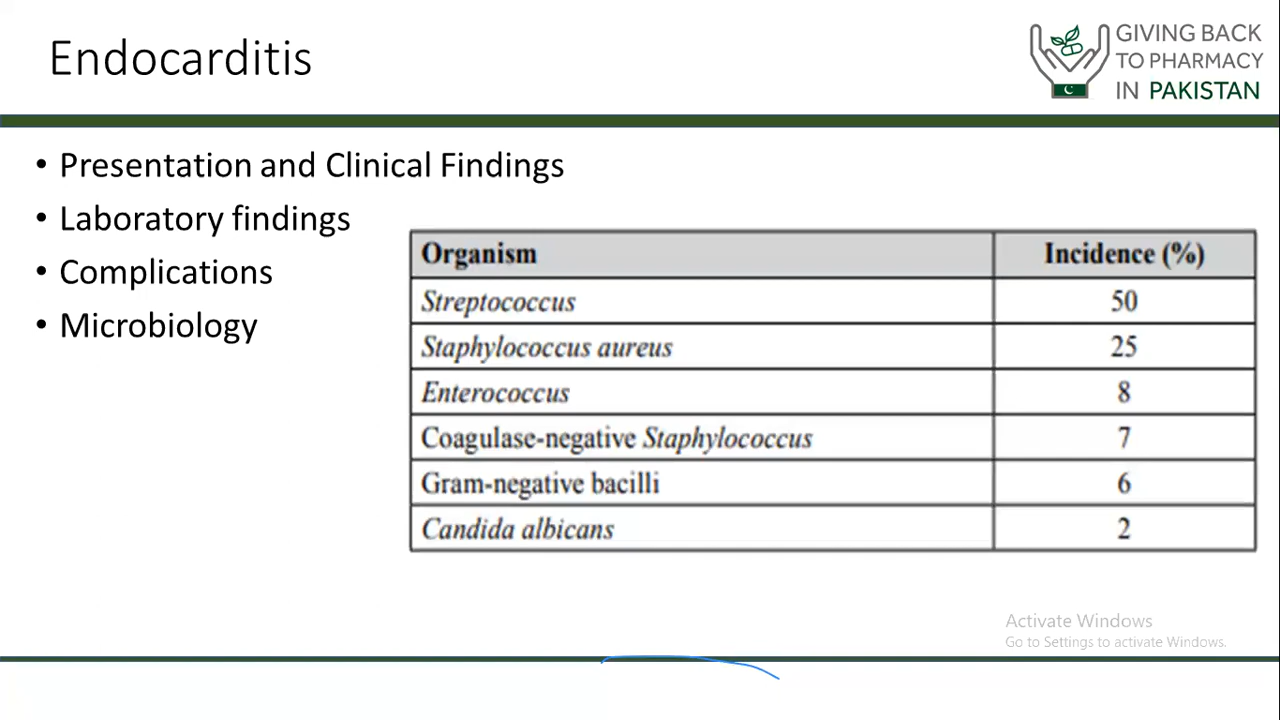 Endocarditis
GIVING BACK
TO PHARMACY
IN PAKISTAN
• Presentation and Clinical Findings
• Laboratory findings
• Complications
• Microbiology
Organism Incidence (%)
Streptococcus 50
Staphylococcus aureus 25
Enterococcus 8
Coagulase-negative Staphylococcus 7
Gram-negative bacilli 6
Candida albicans 2
Activate Windows
Go to Settings to activate Windows.